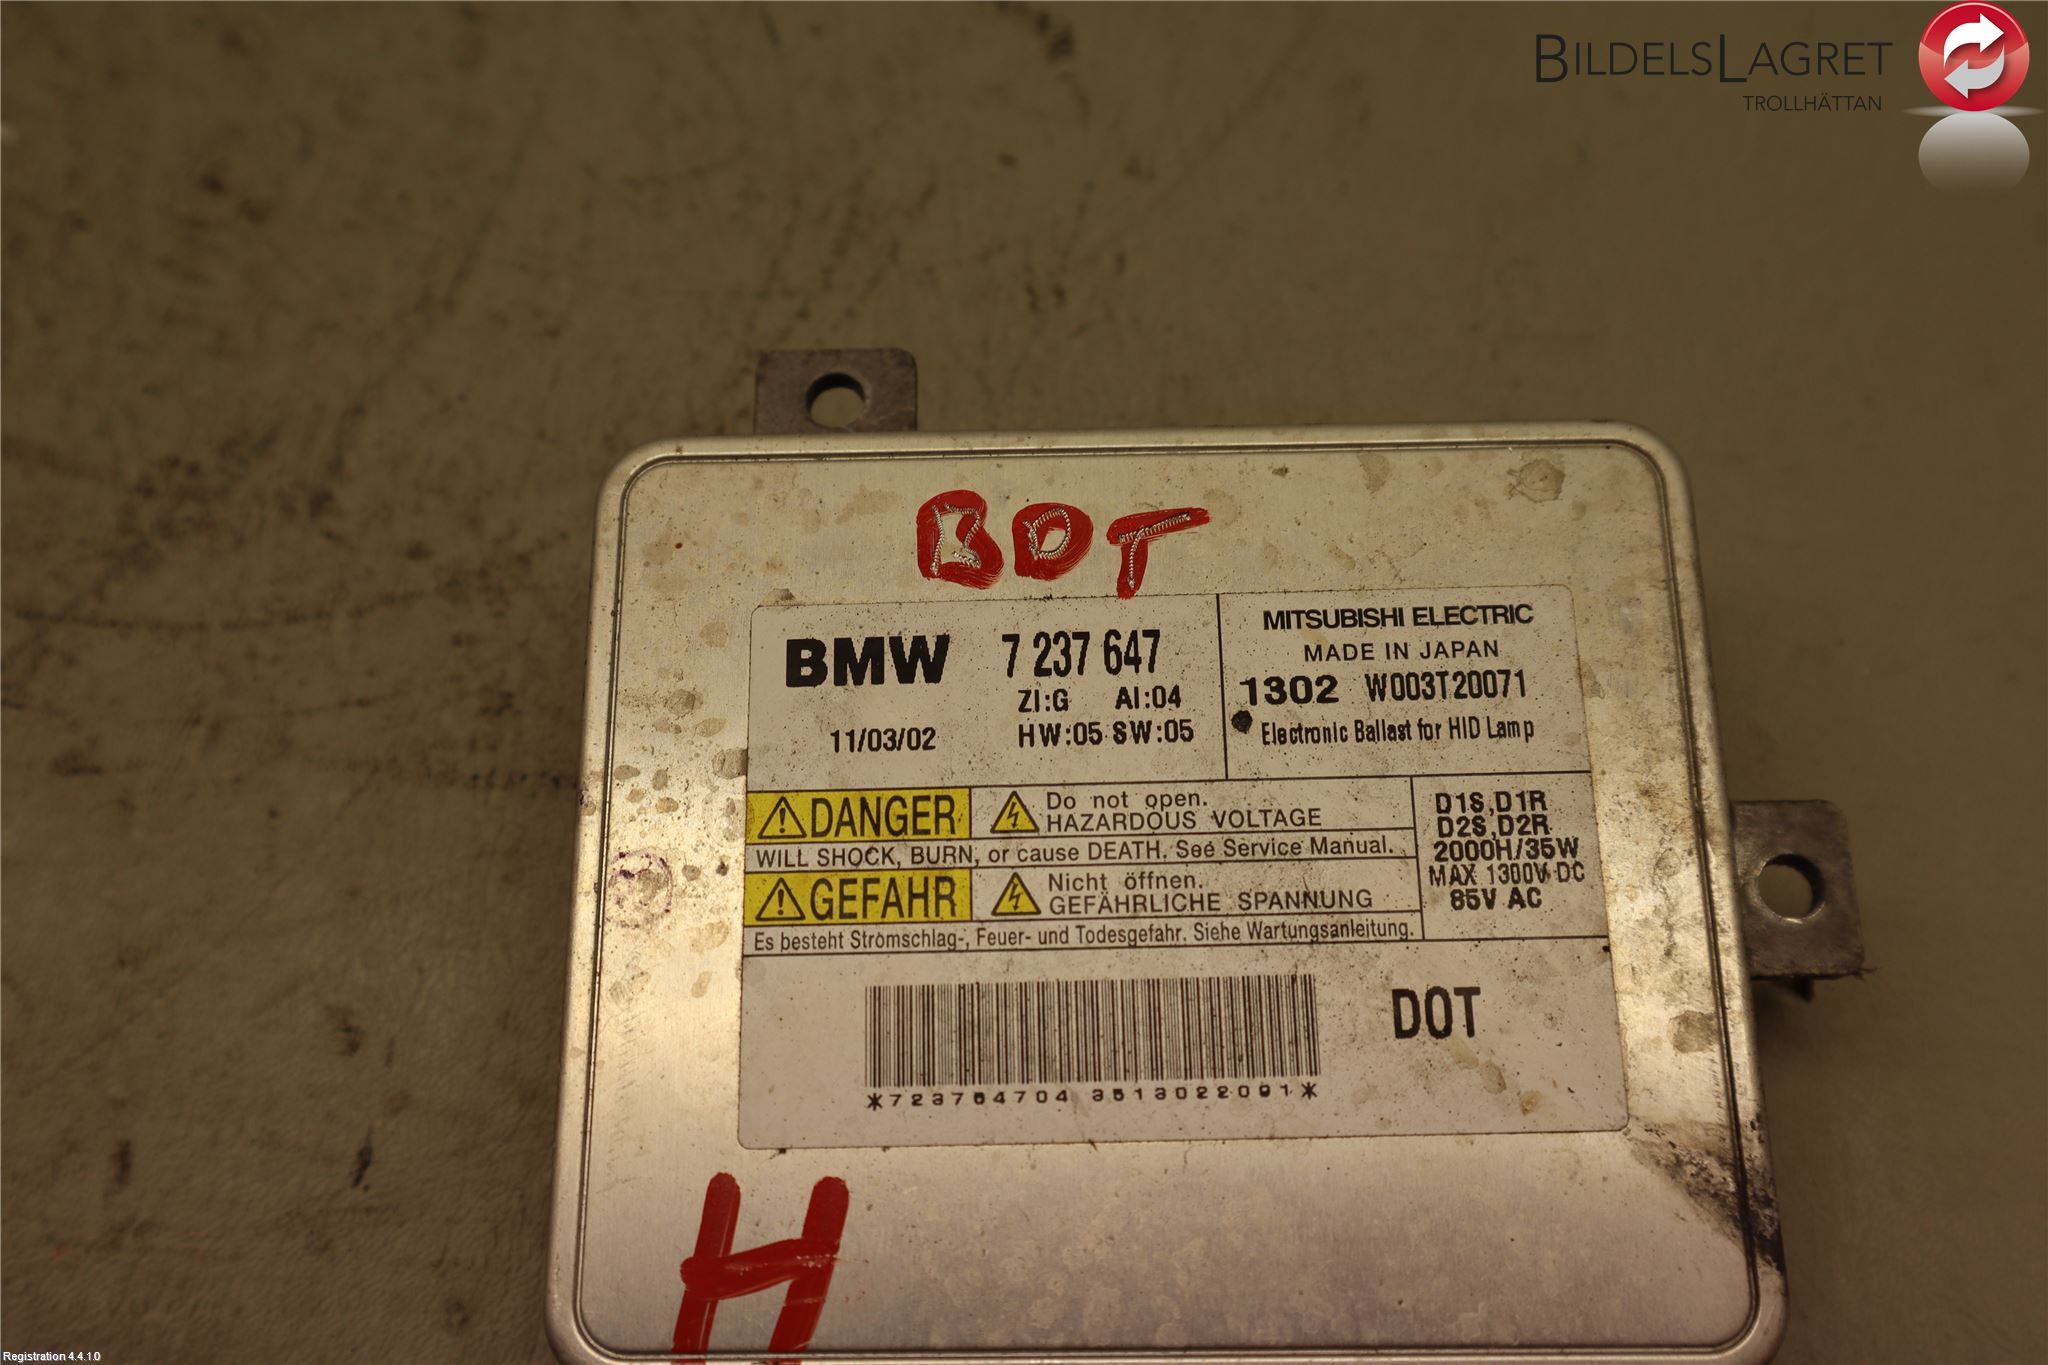 BILDELSLAGRET
TROLLHÄTTAN
BDT
BMW 7 237 647
ZI:G AI:04
11/03/02 HW:05 SW:05
MITSUBISHI ELECTRIC
MADE IN JAPAN
1302 W003T20071
Electronic Ballast for HID Lamp
DANGER
Do not open.
HAZARDOUS VOLTAGE
WILL SHOCK, BURN, or cause DEATH. See Service Manual.
GEFAHR
Nicht öffnen.
GEFÄHRLICHE SPANNUNG
Es besteht Stromschlag-, Feuer- und Todesgefahr. Siehe Wartungsanleitung.
D1S,D1R
D2S,D2R
2000H/35W
MAX 1300V DC
85V AC
DOT
*723764704 3513022091*
H
Registration 4.4.1.0